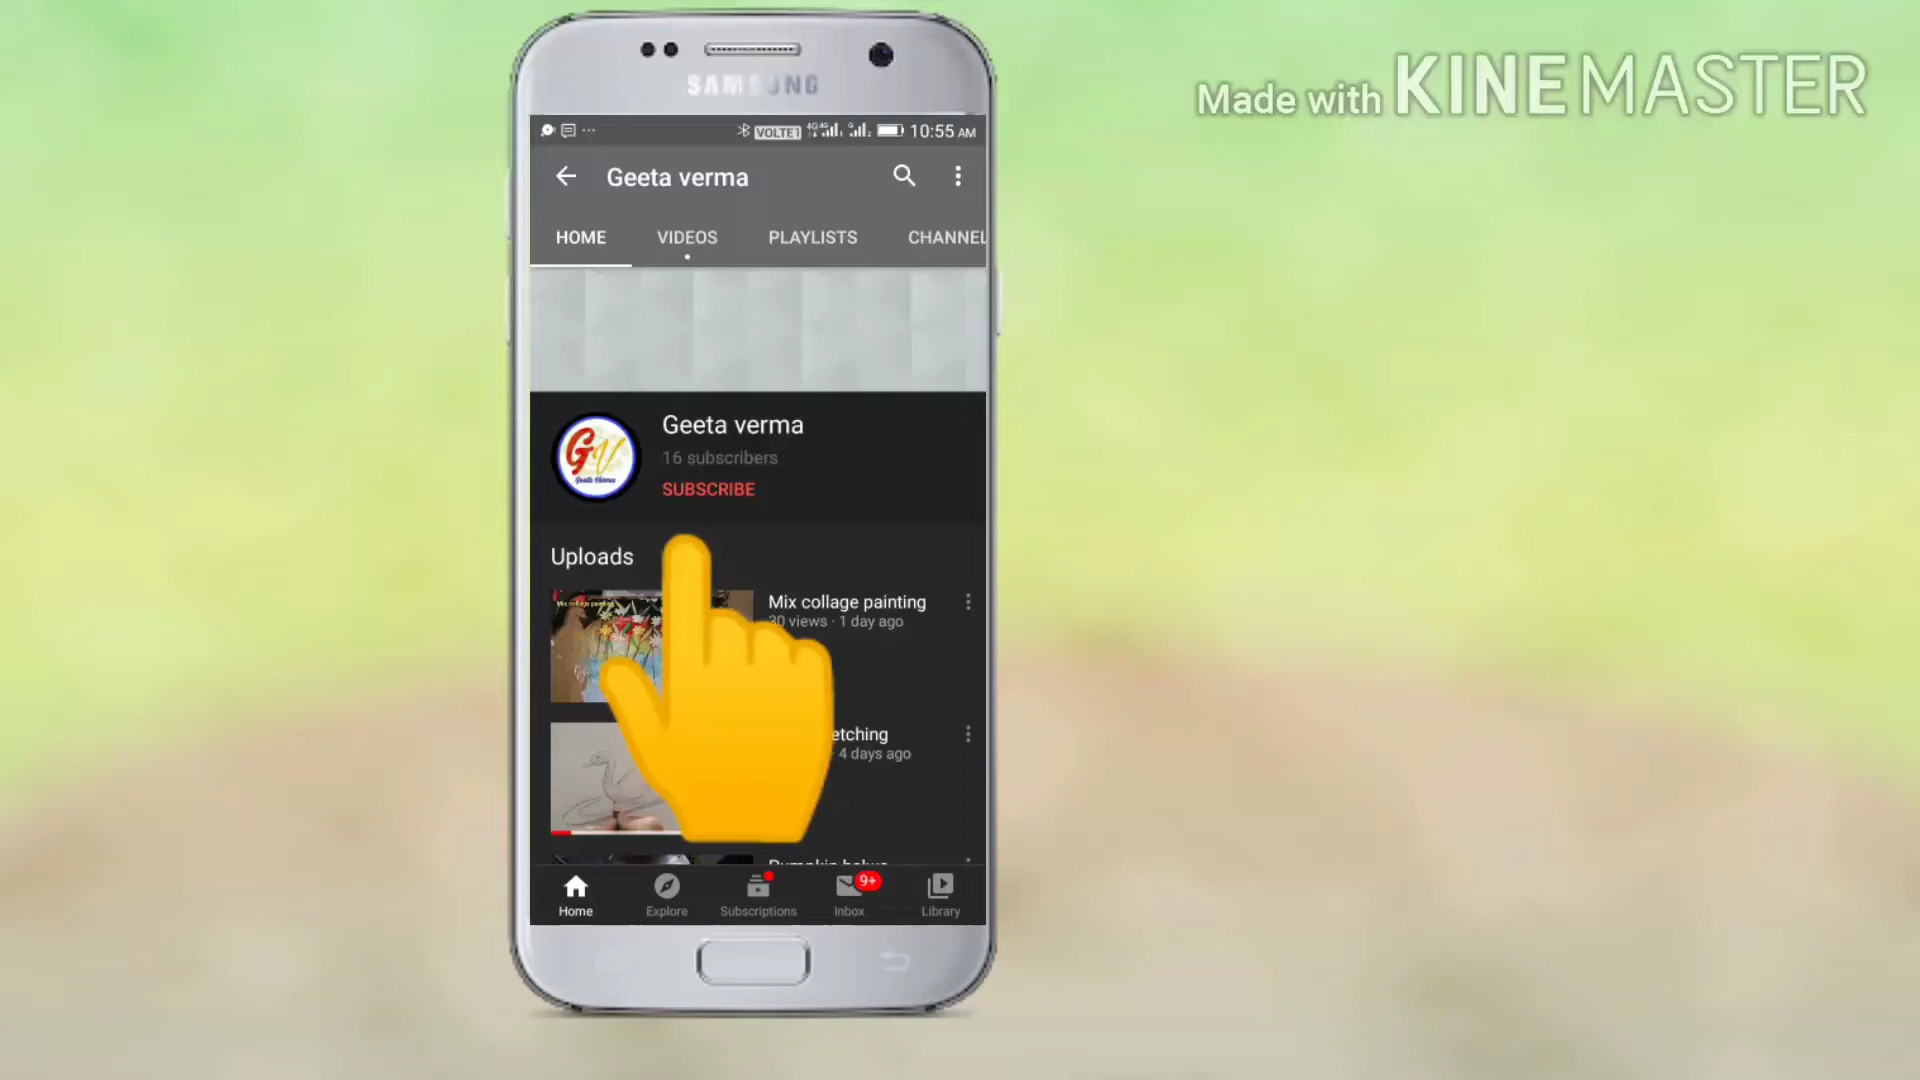 Made with KINEMASTER
SAMSUNG
VOLTE1 10:55 AM
Geeta verma
HOME VIDEOS PLAYLISTS CHANNEL
Geeta verma
16 subscribers
SUBSCRIBE
Uploads
Mix collage painting
30 views · 1 day ago
etching
4 days ago
9+
Home Explore Subscriptions Inbox Library